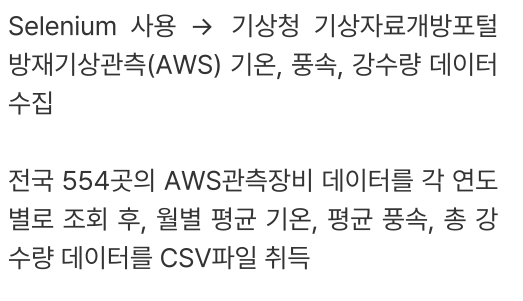 Selenium 사용 → 기상청 기상자료개방포털
방재기상관측(AWS) 기온, 풍속, 강수량 데이터
수집
전국 554곳의 AWS관측장비 데이터를 각 연도
별로 조회 후, 월별 평균 기온, 평균 풍속, 총 강
수량 데이터를 CSV파일 취득